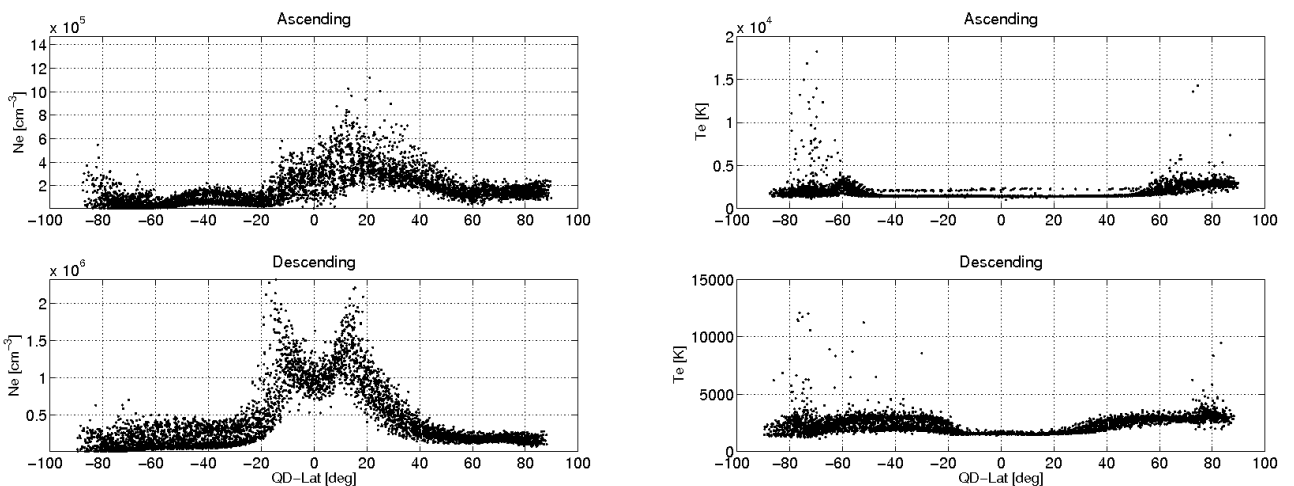 Ascending
x 10^5
14
12
10
8
6
4
2
Ne [cm^-3]
−100 −80 −60 −40 −20 0 20 40 60 80 100
Ascending
x 10^4
2
1.5
1
0.5
0
Te [K]
−100 −80 −60 −40 −20 0 20 40 60 80 100
Descending
x 10^6
2
1.5
1
0.5
Ne [cm^-3]
−100 −80 −60 −40 −20 0 20 40 60 80 100
QD−Lat [deg]
Descending
15000
10000
5000
0
Te [K]
−100 −80 −60 −40 −20 0 20 40 60 80 100
QD−Lat [deg]